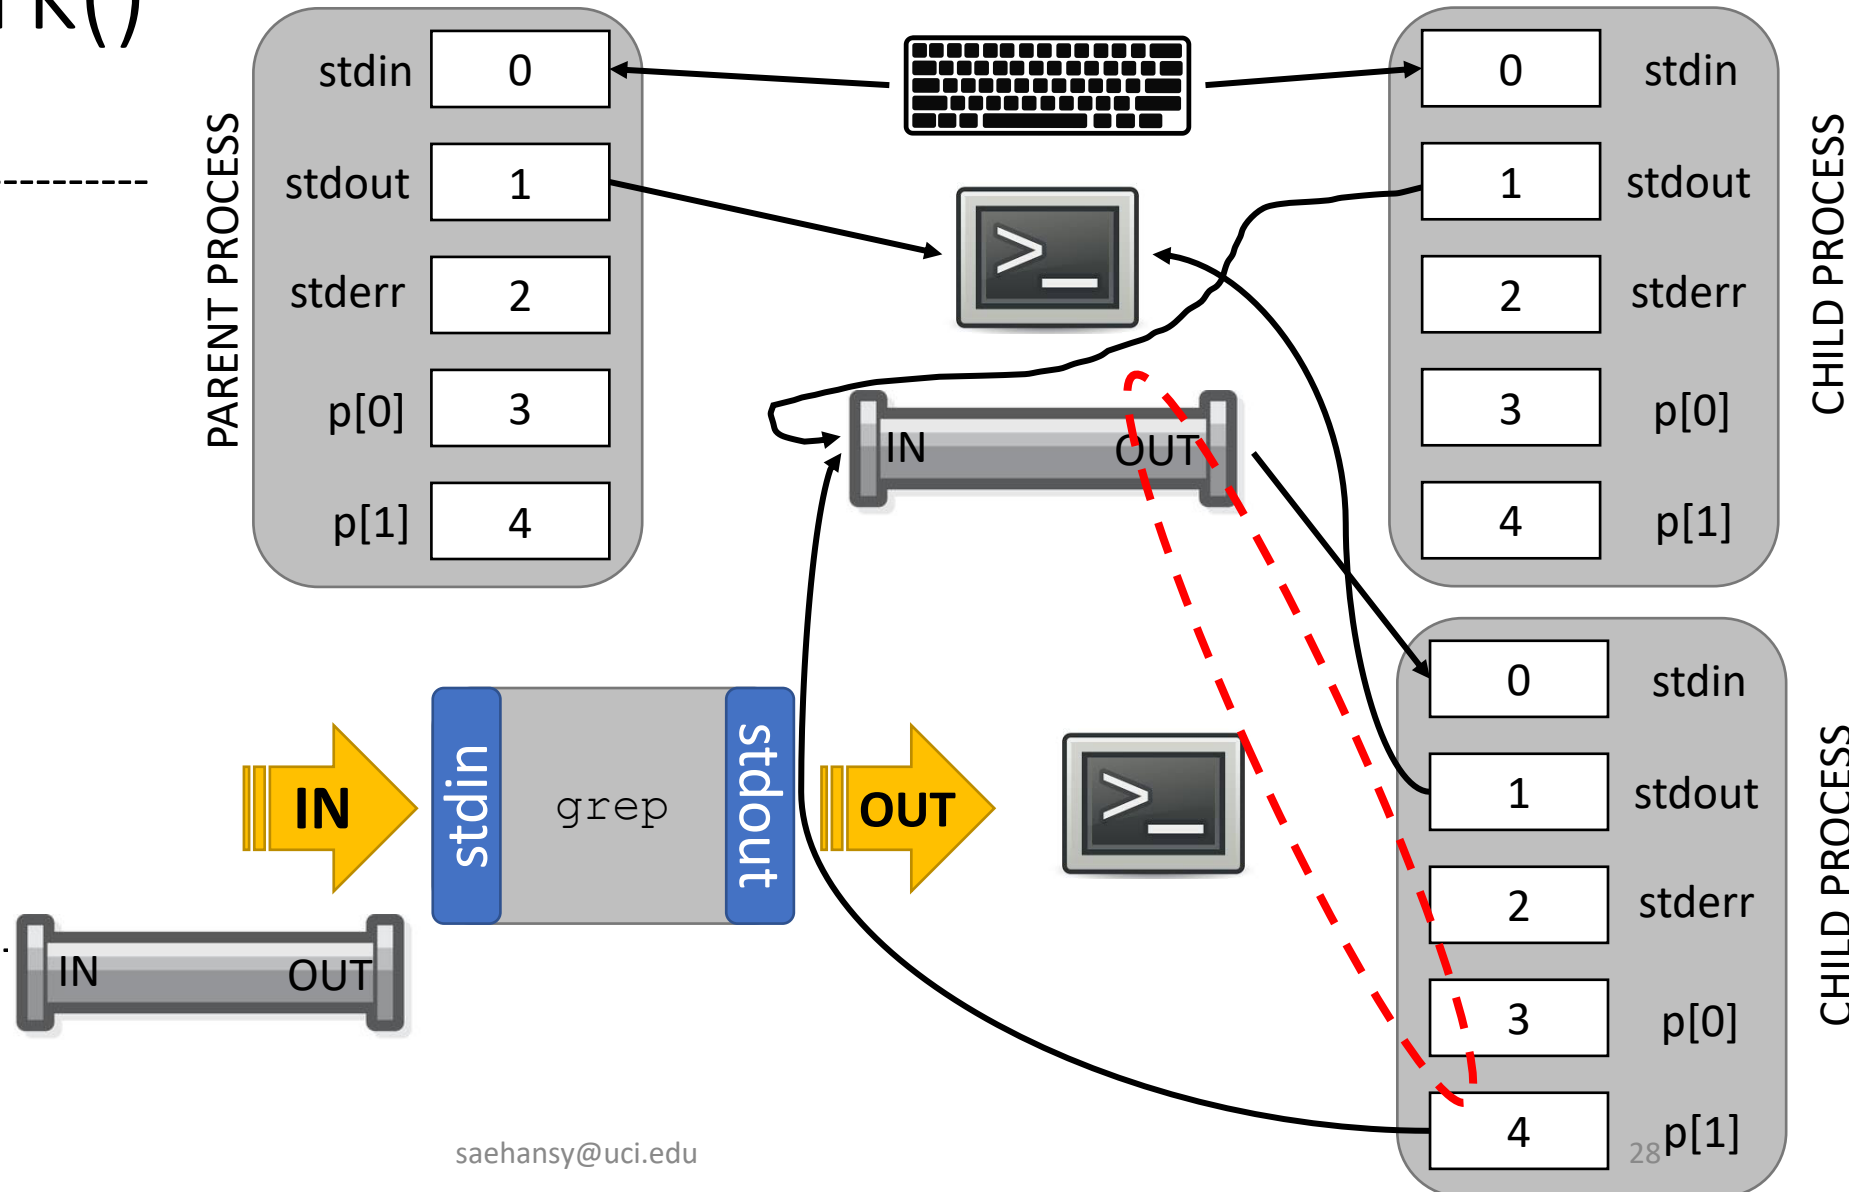 rk()
----------
PARENT PROCESS
stdin 0
stdout 1
stderr 2
p[0] 3
p[1] 4
>_
IN OUT
0 stdin
1 stdout
2 stderr
3 p[0]
4 p[1]
CHILD PROCESS
IN
stdin
grep
stdout
OUT
>_
IN OUT
0 stdin
1 stdout
2 stderr
3 p[0]
4 p[1]
CHILD PROCESS
saehansy@uci.edu
28